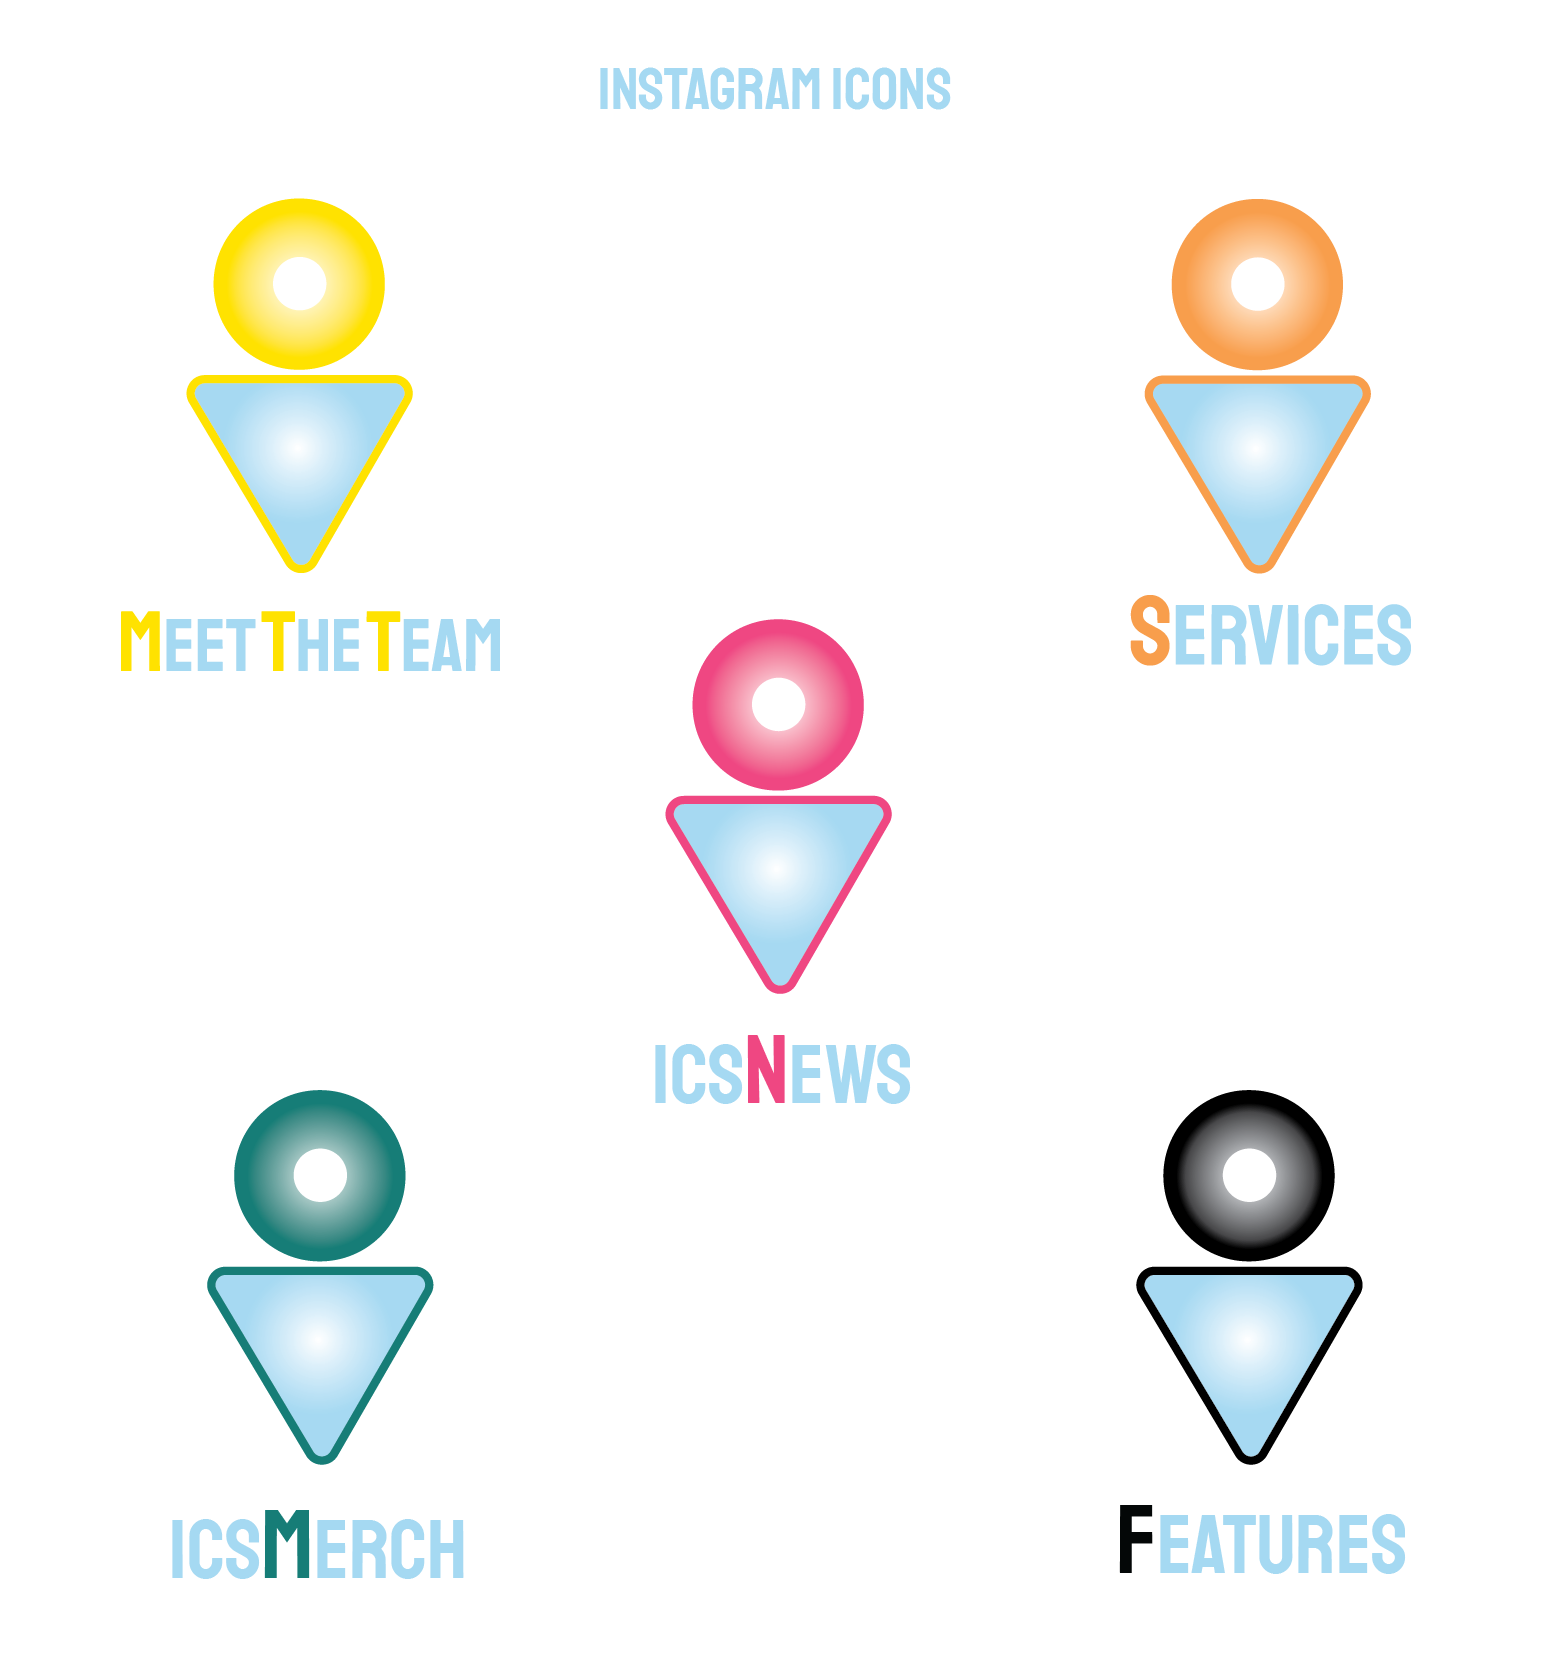 INSTAGRAM ICONS
MEETTHETEAM
SERVICES
ICSNEWS
ICSMERCH
FEATURES